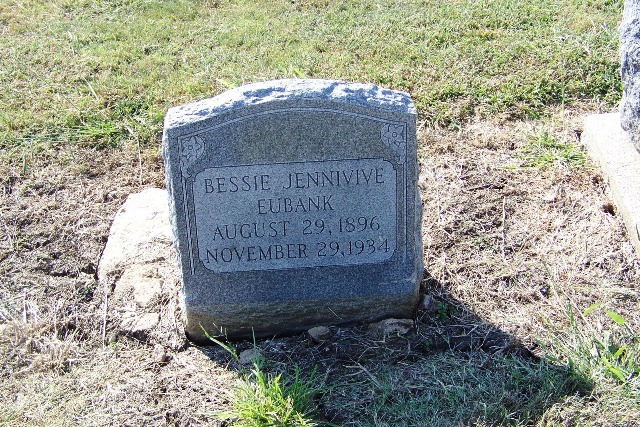 BESSIE JENNIVIVE
EUBANK
AUGUST 29, 1896
NOVEMBER 29, 1934